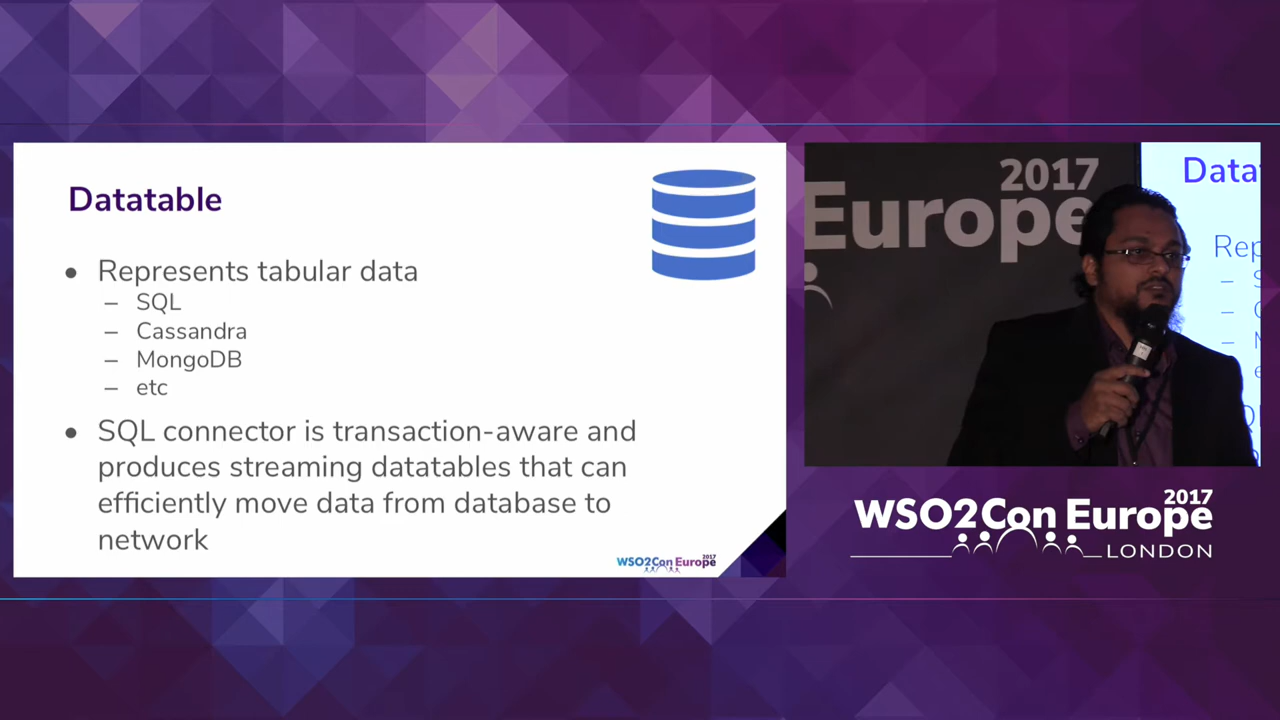 Datatable
● Represents tabular data
– SQL
– Cassandra
– MongoDB
– etc
● SQL connector is transaction-aware and
produces streaming datatables that can
efficiently move data from database to
network
WSO2Con Europe 2017
2017
Europe
Data
Rep
WSO2Con Europe 2017
LONDON